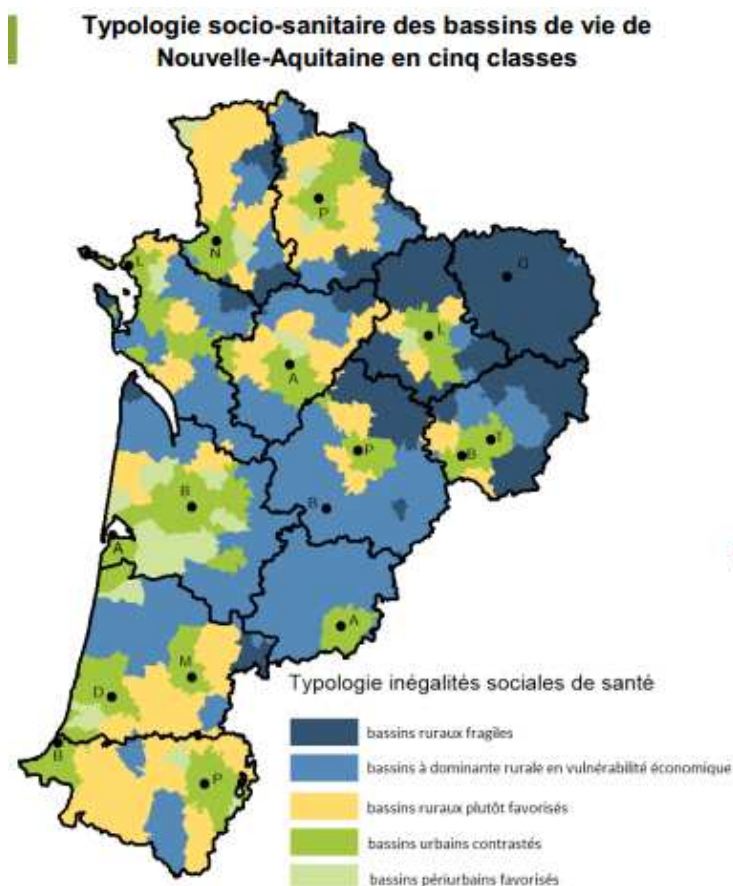 Typologie socio-sanitaire des bassins de vie de
Nouvelle-Aquitaine en cinq classes
P
N
L
G
L
A
P
T
B
B
B
A
A
M
D
B
P
Typologie inégalités sociales de santé
bassins ruraux fragiles
bassins à dominante rurale en vulnérabilité économique
bassins ruraux plutôt favorisés
bassins urbains contrastés
bassins périurbains favorisés